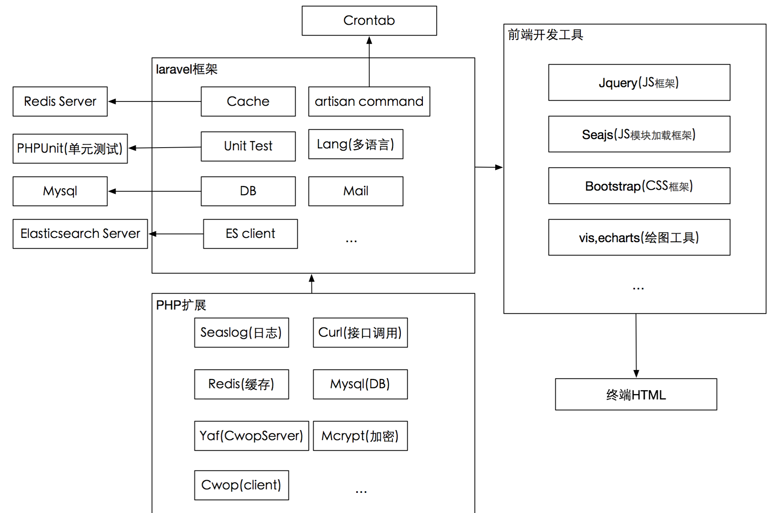 Crontab
laravel框架
Redis Server
Cache
artisan command
PHPUnit(单元测试)
Unit Test
Lang(多语言)
Mysql
DB
Mail
Elasticsearch Server
ES client
...
前端开发工具
Jquery(JS框架)
Seajs(JS模块加载框架)
Bootstrap(CSS框架)
vis,echarts(绘图工具)
...
终端HTML
PHP扩展
Seaslog(日志)
Curl(接口调用)
Redis(缓存)
Mysql(DB)
Yaf(CwopServer)
Mcrypt(加密)
Cwop(client)
...